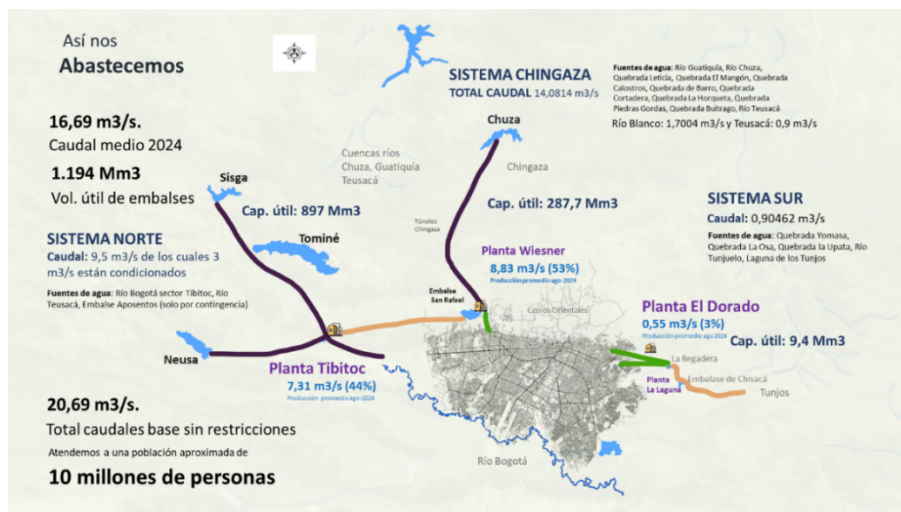 Así nos
Abastecemos
16,69 m3/s.
Caudal medio 2024
1.194 Mm3
Vol. útil de embalses
SISTEMA CHINGAZA
TOTAL CAUDAL 14,0814 m3/s
Fuentes de agua: Río Guatiquía, Río Chuza,
Quebrada Leticia, Quebrada El Mangón, Quebrada
Calostros, Quebrada de Barro, Quebrada
Cortadera, Quebrada La Horqueta, Quebrada
Piedras Gordas, Quebrada Buitrago, Río Teusacá
Río Blanco: 1,7004 m3/s y Teusacá: 0,9 m3/s
Chuza
Cuencas ríos
Chuza, Guatiquía
Teusacá
Chingaza
Sisga
Cap. útil: 897 Mm3
Cap. útil: 287,7 Mm3
Túneles
Chingaza
SISTEMA SUR
Caudal: 0,90462 m3/s
Fuentes de agua: Quebrada Yomasa,
Quebrada La Osa, Quebrada la Upata, Río
Tunjuelo, Laguna de los Tunjos
SISTEMA NORTE
Caudal: 9,5 m3/s de los cuales 3
m3/s están condicionados
Fuentes de agua: Río Bogotá sector Tibitoc, Río
Teusacá, Embalse Aposentos (solo por contingencia)
Tominé
Planta Wiesner
8,83 m3/s (53%)
Producción promedio ago-2024
Embalse
San Rafael
Cerros Orientales
Planta El Dorado
0,55 m3/s (3%)
Producción promedio ago-2024
Cap. útil: 9,4 Mm3
La Regadera
Planta
La Laguna
Embalase de Chisacá
Tunjos
Neusa
Planta Tibitoc
7,31 m3/s (44%)
Producción promedio ago-2024
20,69 m3/s.
Total caudales base sin restricciones
Atendemos a una población aproximada de
10 millones de personas
Río Bogotá